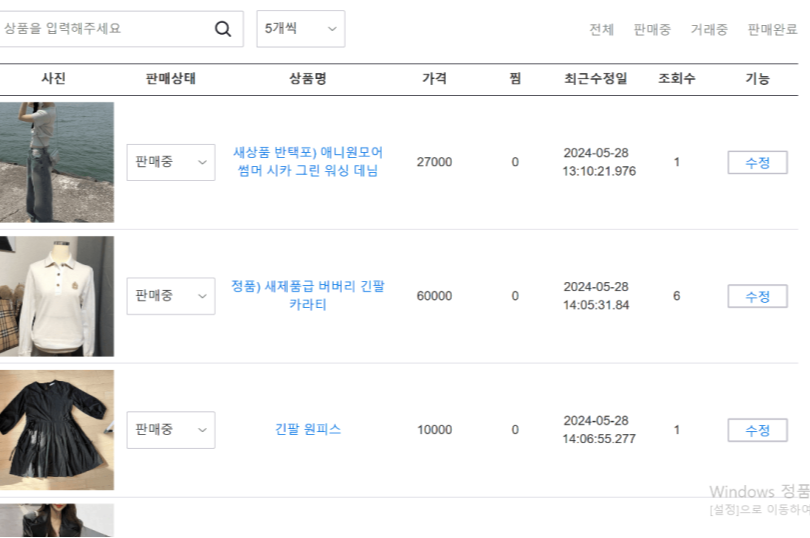 상품을 입력해주세요
5개씩
전체 판매중 거래중 판매완료
사진 판매상태 상품명 가격 찜 최근수정일 조회수 기능
판매중
새상품 반택포) 애니원모어
썸머 시카 그린 워싱 데님
27000
0
2024-05-28
13:10:21.976
1
수정
판매중
정품) 새제품급 버버리 긴팔
카라티
60000
0
2024-05-28
14:05:31.84
6
수정
판매중
긴팔 원피스
10000
0
2024-05-28
14:06:55.277
1
수정
Windows 정품
[설정]으로 이동하여